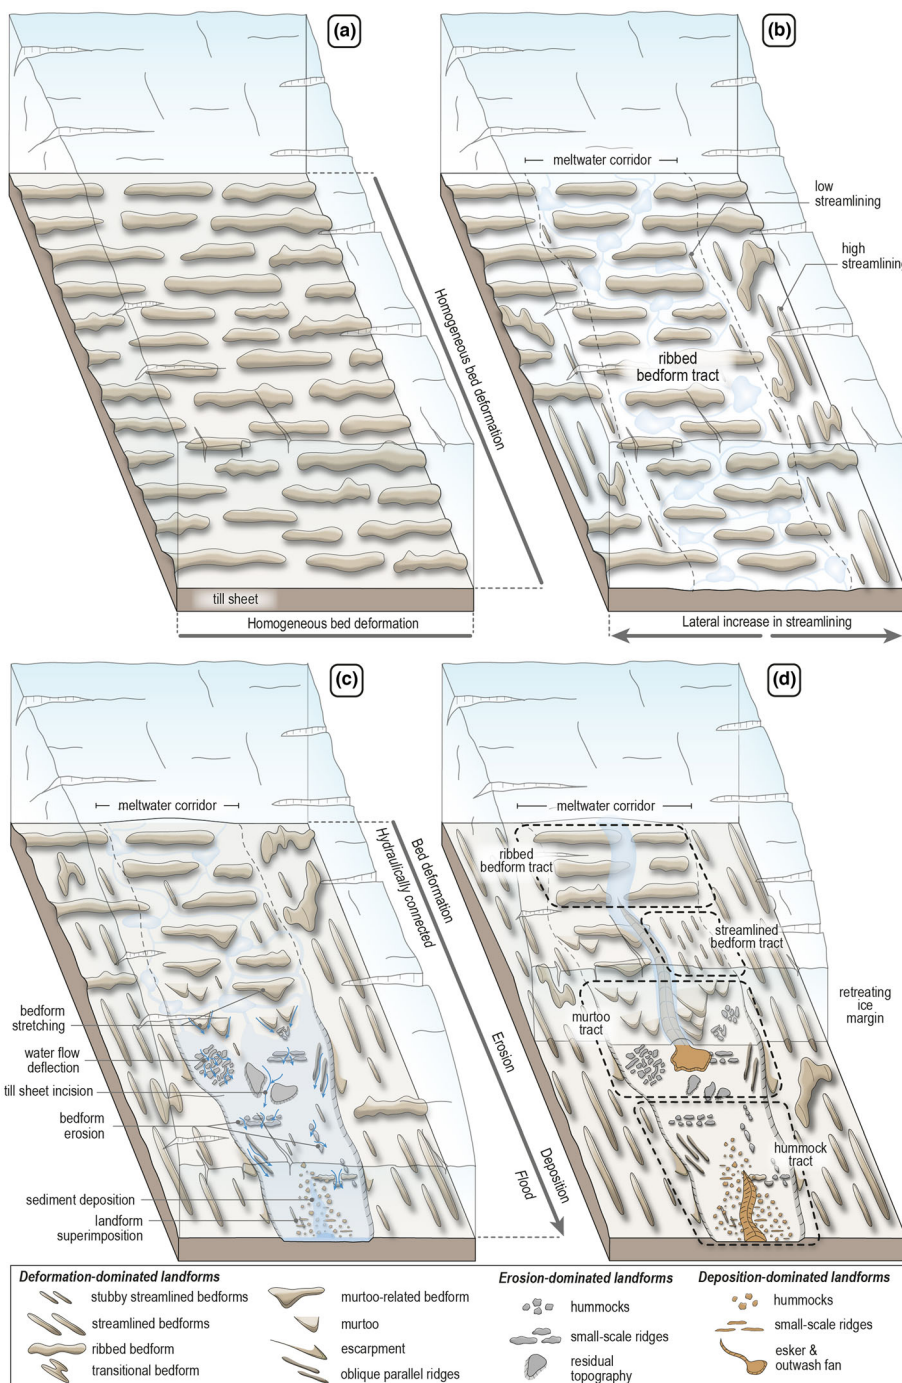 (a)
(b)
meltwater corridor
low
streamlining
high
streamlining
Homogeneous bed deformation
ribbed
bedform tract
till sheet
Homogeneous bed deformation
Lateral increase in streamlining
(c)
(d)
meltwater corridor
Bed deformation
Hydraulically connected
Erosion
Deposition
Flood
bedform
stretching
water flow
deflection
till sheet incision
bedform
erosion
sediment deposition
landform
superimposition
meltwater corridor
ribbed
bedform tract
streamlined
bedform tract
murtoo
tract
retreating
ice
margin
hummock
tract
Deformation-dominated landforms
stubby streamlined bedforms
streamlined bedforms
ribbed bedform
transitional bedform
murtoo-related bedform
murtoo
escarpment
oblique parallel ridges
Erosion-dominated landforms
hummocks
small-scale ridges
residual
topography
Deposition-dominated landforms
hummocks
small-scale ridges
esker &
outwash fan